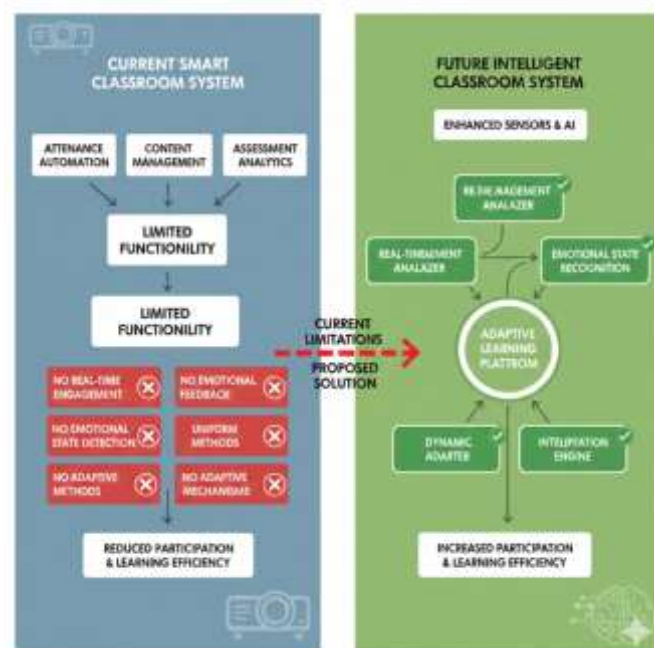 CURRENT SMART
CLASSROOM SYSTEM
ATTENANCE
AUTOMATION
CONTENT
MANAGEMENT
ASSESSMENT
ANALYTICS
LIMITED
FUNCTIONILITY
LIMITED
FUNCTIONILITY
NO REAL-TIME
ENGAGEMENT
NO EMOTIONAL
FEEDBACK
NO EMOTIONAL
STATE DETECTION
UNIFORM
METHODS
NO ADAPTIVE
METHODS
NO ADAPTIVE
MECHANISME
REDUCED PARTICIPATION
& LEARNING EFFICIENCY
CURRENT
LIMITATIONS
PROPOSED
SOLUTION
FUTURE INTELLIGENT
CLASSROOM SYSTEM
ENHANCED SENSORS & AI
ANALAZER
REAL-TINBAEMENT
ANALAZER
EMOTIONAL STATE
RECOGNITION
ADAPTIVE
LEARNING
PLATTROM
DYNAMIC
ADARTER
ENGINE
INCREASED PARTICIPATION
& LEARNING EFFICIENCY